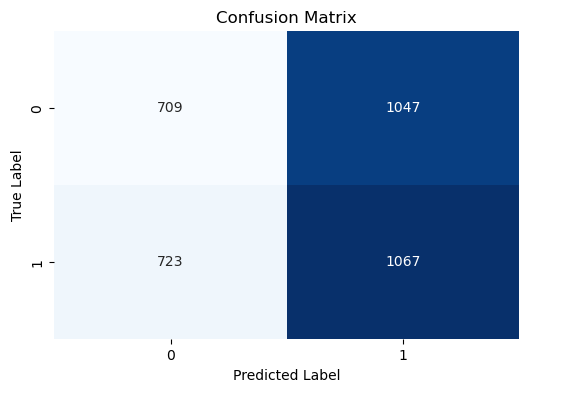 Confusion Matrix
True Label
0
709
1047
1
723
1067
0
1
Predicted Label